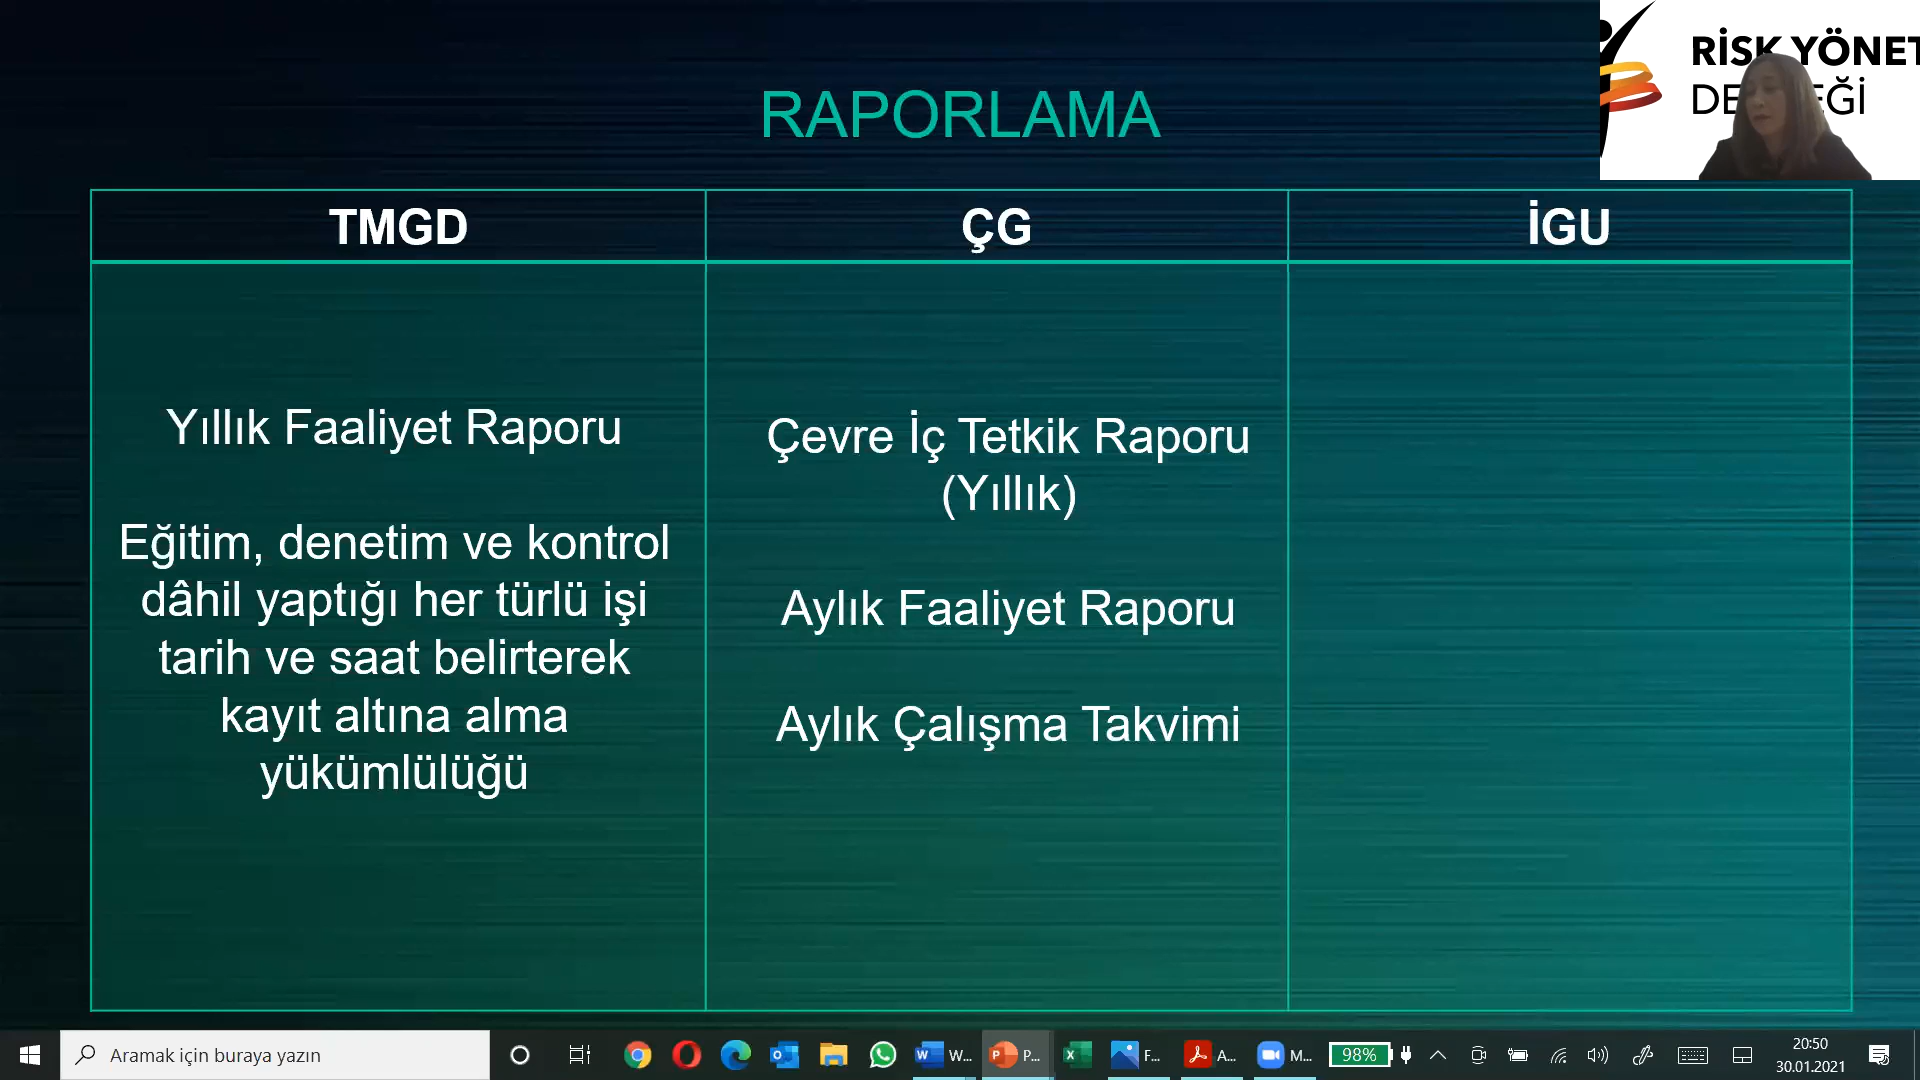 RİSK YÖNET
RAPORLAMA
TMGD
ÇG
İGU
Yıllık Faaliyet Raporu
Eğitim, denetim ve kontrol
dâhil yaptığı her türlü işi
tarih ve saat belirterek
kayıt altına alma
yükümlülüğü
Çevre İç Tetkik Raporu
(Yıllık)
Aylık Faaliyet Raporu
Aylık Çalışma Takvimi
Aramak için buraya yazın
W...
P...
F...
A...
M...
98%
20:50
30.01.2021